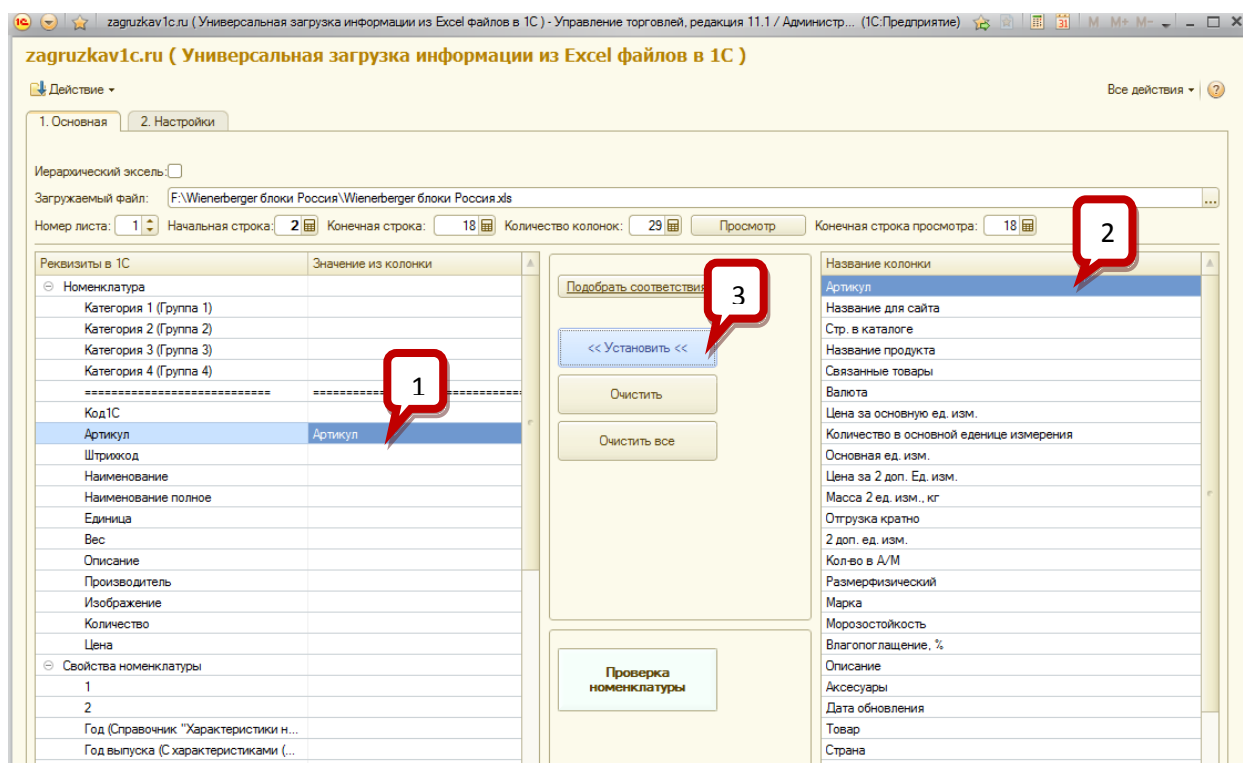 zagruzkav1c.ru ( Универсальная загрузка информации из Excel файлов в 1С ) - Управление торговлей, редакция 11.1 / Администр... (1С:Предприятие) M M+ M-
zagruzkav1c.ru ( Универсальная загрузка информации из Excel файлов в 1С )
Действие Все действия
1. Основная 2. Настройки
Иерархический эксель:
Загружаемый файл: F:\Wienerberger блоки Россия\Wienerberger блоки Россия.xls ...
Номер листа: 1 Начальная строка: 2 Конечная строка: 18 Количество колонок: 29 Просмотр Конечная строка просмотра: 18
2
Реквизиты в 1С Значение из колонки
Номенклатура
Категория 1 (Группа 1)
Категория 2 (Группа 2)
Категория 3 (Группа 3)
Категория 4 (Группа 4)
Код1С
Артикул Артикул
Штрихкод
Наименование
Наименование полное
Единица
Вес
Описание
Производитель
Изображение
Количество
Цена
Свойства номенклатуры
1
2
Год (Справочник "Характеристики н...
Год выпуска (С характеристиками (...
1
Подобрать соответствия
3
<< Установить <<
Очистить
Очистить все
Проверка
номенклатуры
Название колонки
Артикул
Название для сайта
Стр. в каталоге
Название продукта
Связанные товары
Валюта
Цена за основную ед. изм.
Количество в основной еденице измерения
Основная ед. изм.
Цена за 2 доп. Ед. изм.
Масса 2 ед. изм., кг
Отгрузка кратно
2 доп. ед. изм.
Кол-во в А/М
Размерфизический
Марка
Морозостойкость
Влагопоглащение, %
Описание
Аксесуары
Дата обновления
Товар
Страна